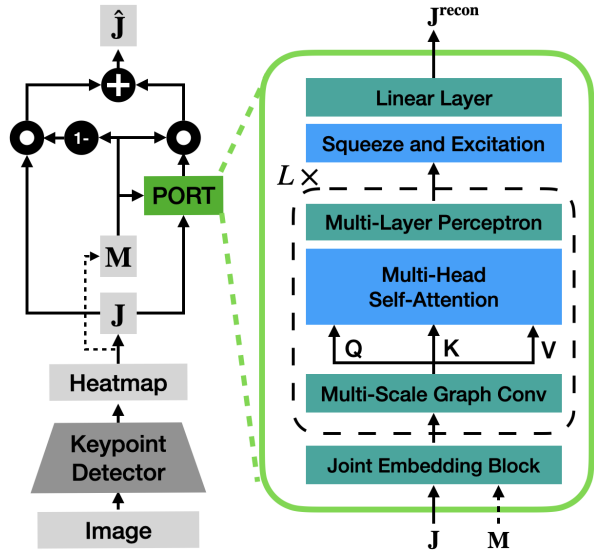 Ĵ
+
1-
PORT
M
J
Heatmap
Keypoint
Detector
Image
J^recon
Linear Layer
Squeeze and Excitation
L ×
Multi-Layer Perceptron
Multi-Head
Self-Attention
Q K V
Multi-Scale Graph Conv
Joint Embedding Block
J M